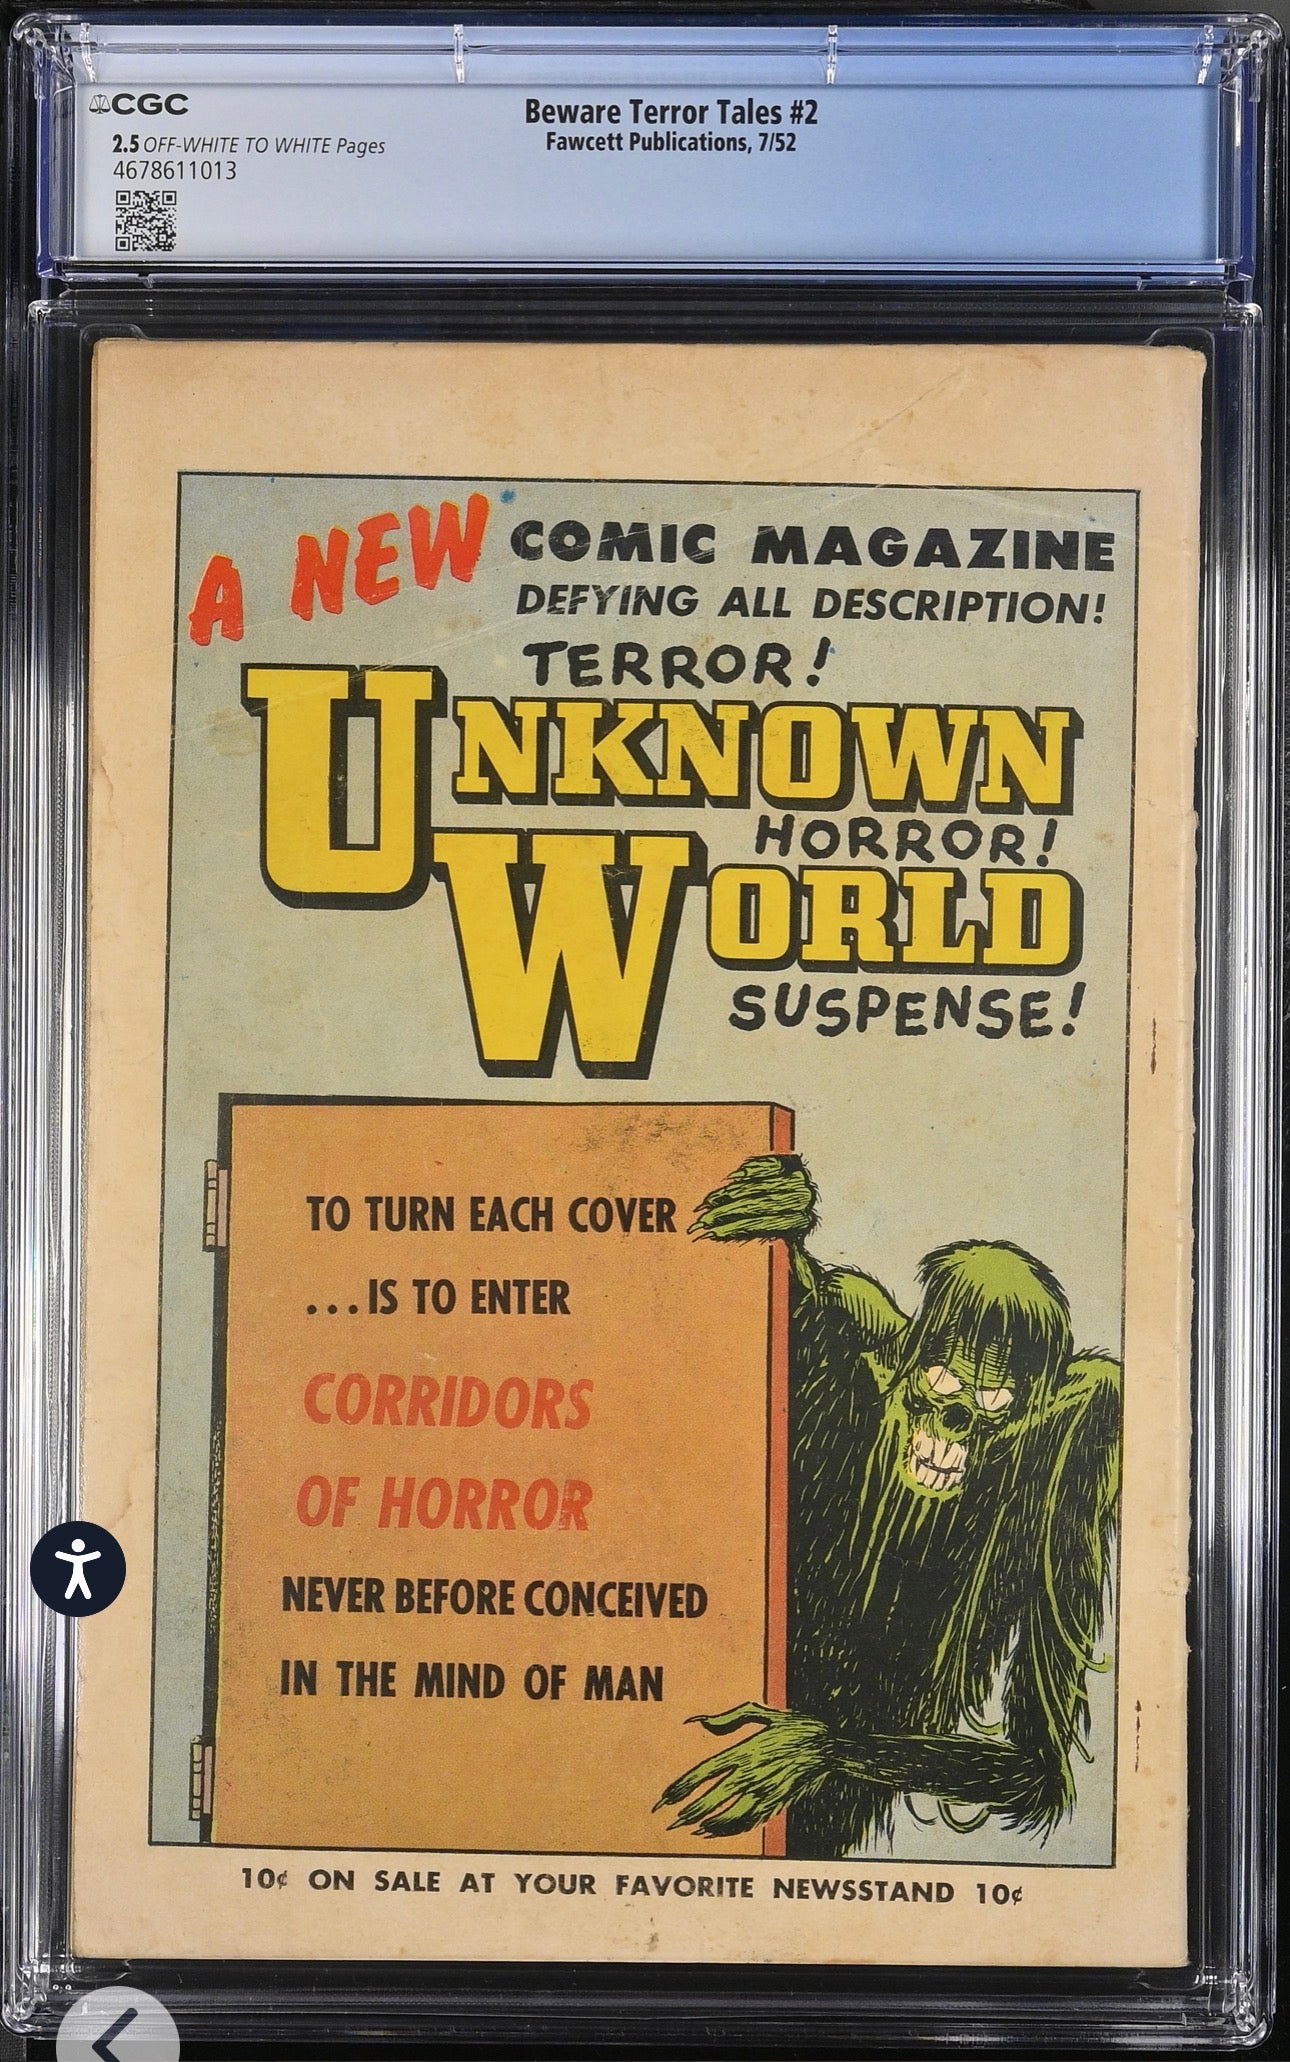 CGC
2.5 OFF-WHITE TO WHITE Pages
4678611013
Beware Terror Tales #2
Fawcett Publications, 7/52
A NEW COMIC MAGAZINE
DEFYING ALL DESCRIPTION!
TERROR!
UNKNOWN
HORROR!
WORLD
SUSPENSE!
TO TURN EACH COVER
...IS TO ENTER
CORRIDORS
OF HORROR
NEVER BEFORE CONCEIVED
IN THE MIND OF MAN
10¢ ON SALE AT YOUR FAVORITE NEWSSTAND 10¢